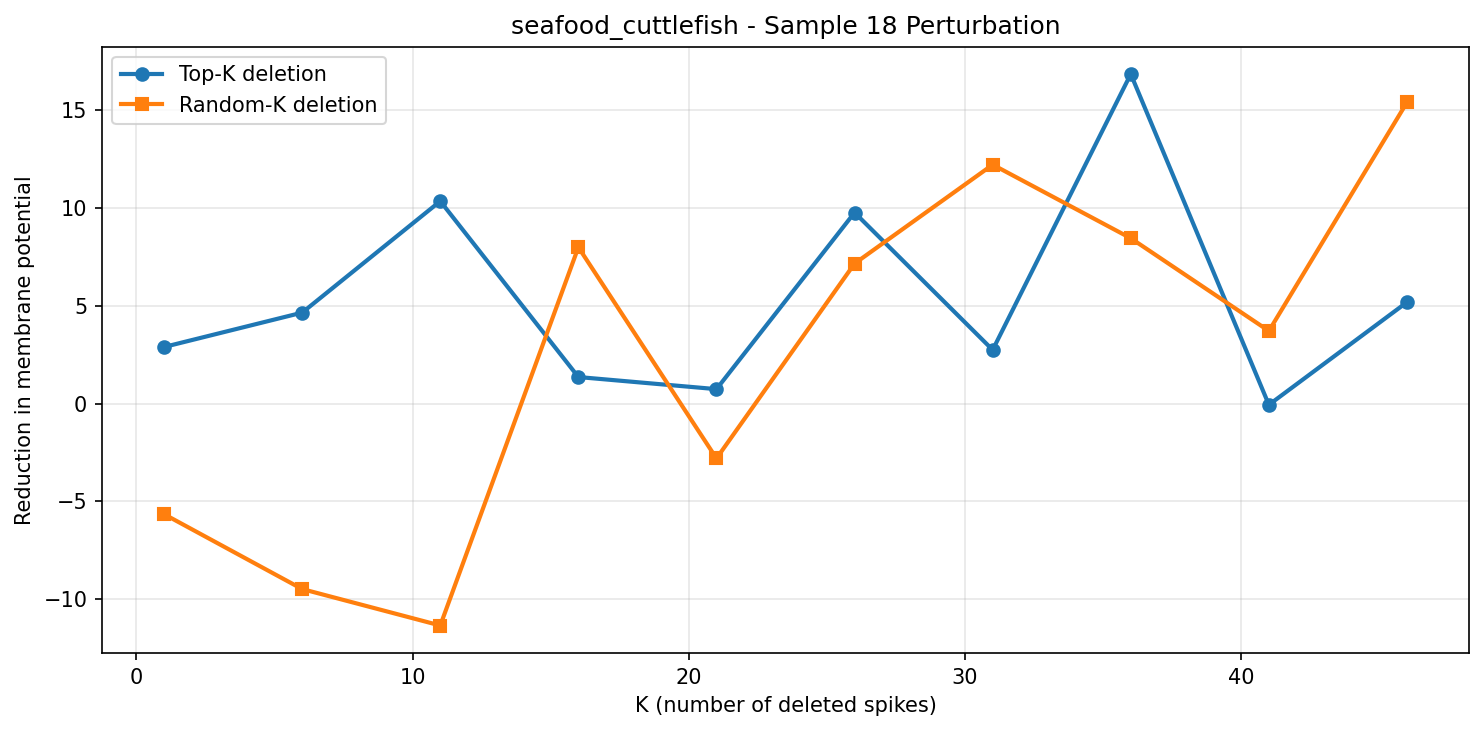 seafood_cuttlefish - Sample 18 Perturbation
Top-K deletion
Random-K deletion
Reduction in membrane potential
15
10
5
0
−5
−10
0
10
20
30
40
K (number of deleted spikes)